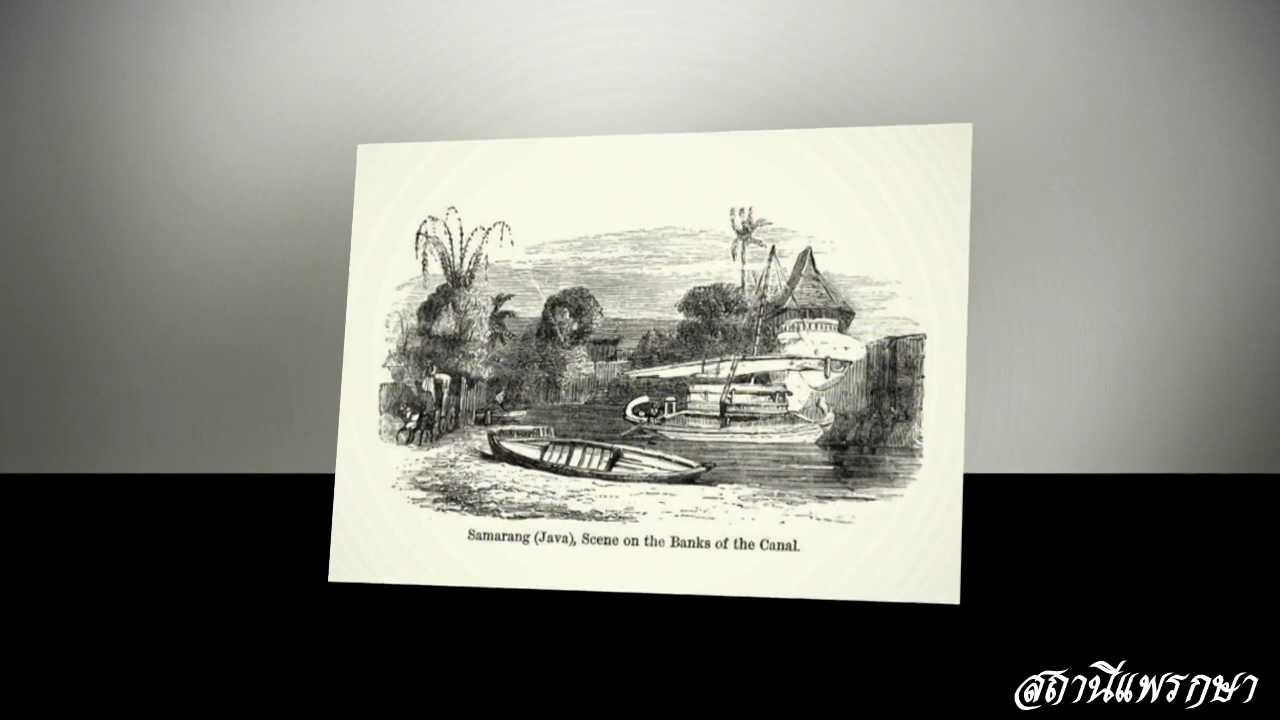 Samarang (Java), Scene on the Banks of the Canal.
สถานีแพรกษา